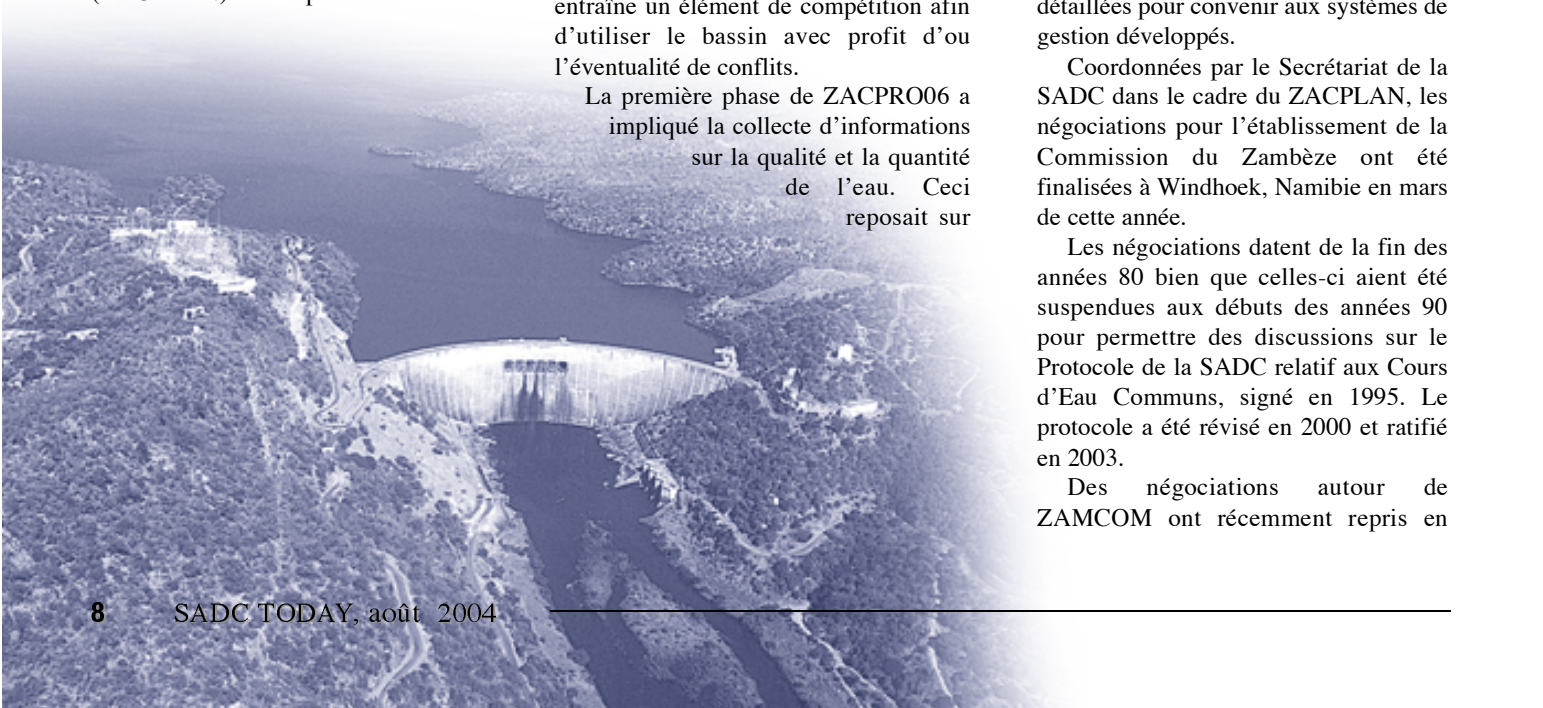 entraîne un élément de compétition afin
d'utiliser le bassin avec profit d'ou
l'éventualité de conflits.
La première phase de ZACPRO06 a
impliqué la collecte d'informations
sur la qualité et la quantité
de l'eau. Ceci
reposait sur
détaillées pour convenir aux systèmes de
gestion développés.
Coordonnées par le Secrétariat de la
SADC dans le cadre du ZACPLAN, les
négociations pour l'établissement de la
Commission du Zambèze ont été
finalisées à Windhoek, Namibie en mars
de cette année.
Les négociations datent de la fin des
années 80 bien que celles-ci aient été
suspendues aux débuts des années 90
pour permettre des discussions sur le
Protocole de la SADC relatif aux Cours
d'Eau Communs, signé en 1995. Le
protocole a été révisé en 2000 et ratifié
en 2003.
Des négociations autour de
ZAMCOM ont récemment repris en
8 SADC TODAY, août 2004